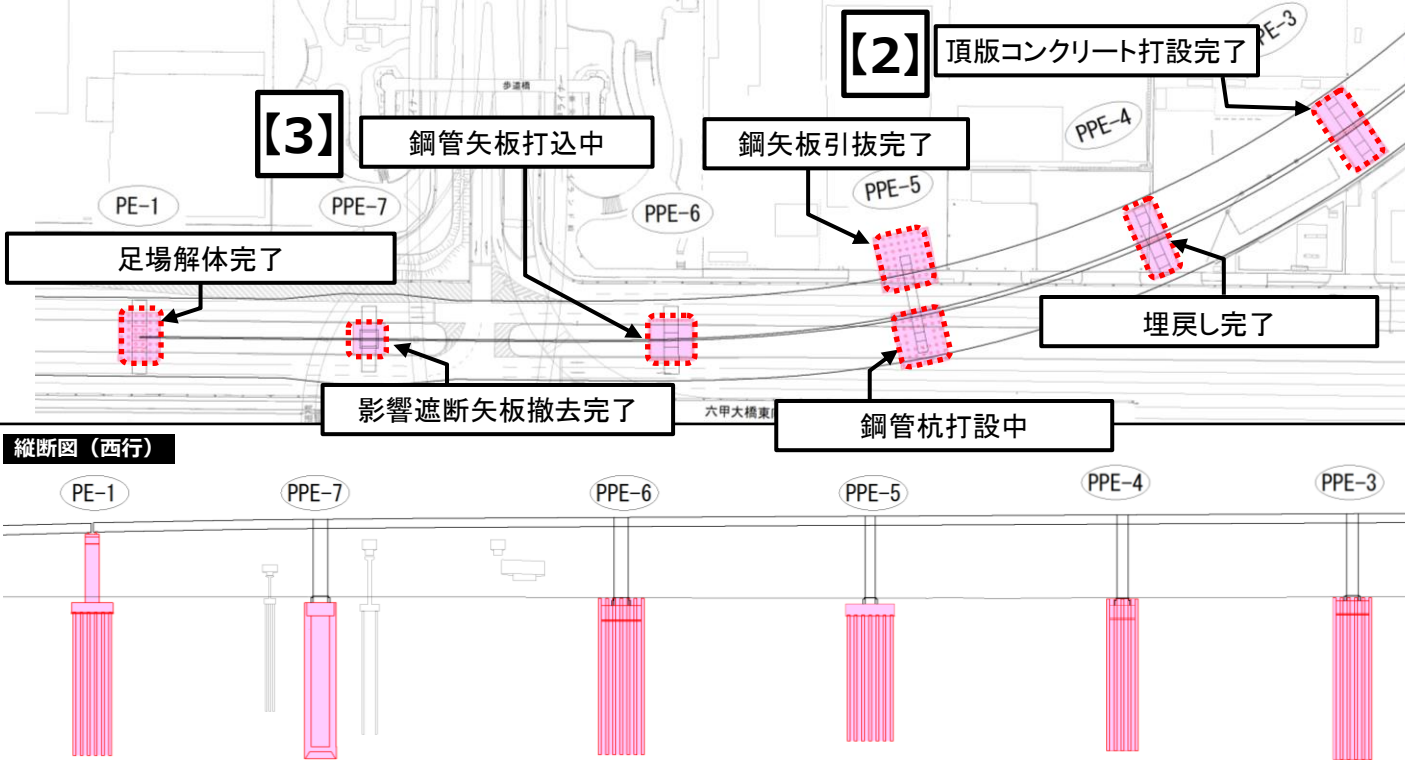 【2】
頂版コンクリート打設完了
PPE-3
歩道橋
【3】
鋼管矢板打込中
鋼矢板引抜完了
PPE-4
PE-1
PPE-7
PPE-6
PPE-5
足場解体完了
埋戻し完了
影響遮断矢板撤去完了
六甲大橋東
鋼管杭打設中
縦断図（西行）
PE-1
PPE-7
PPE-6
PPE-5
PPE-4
PPE-3